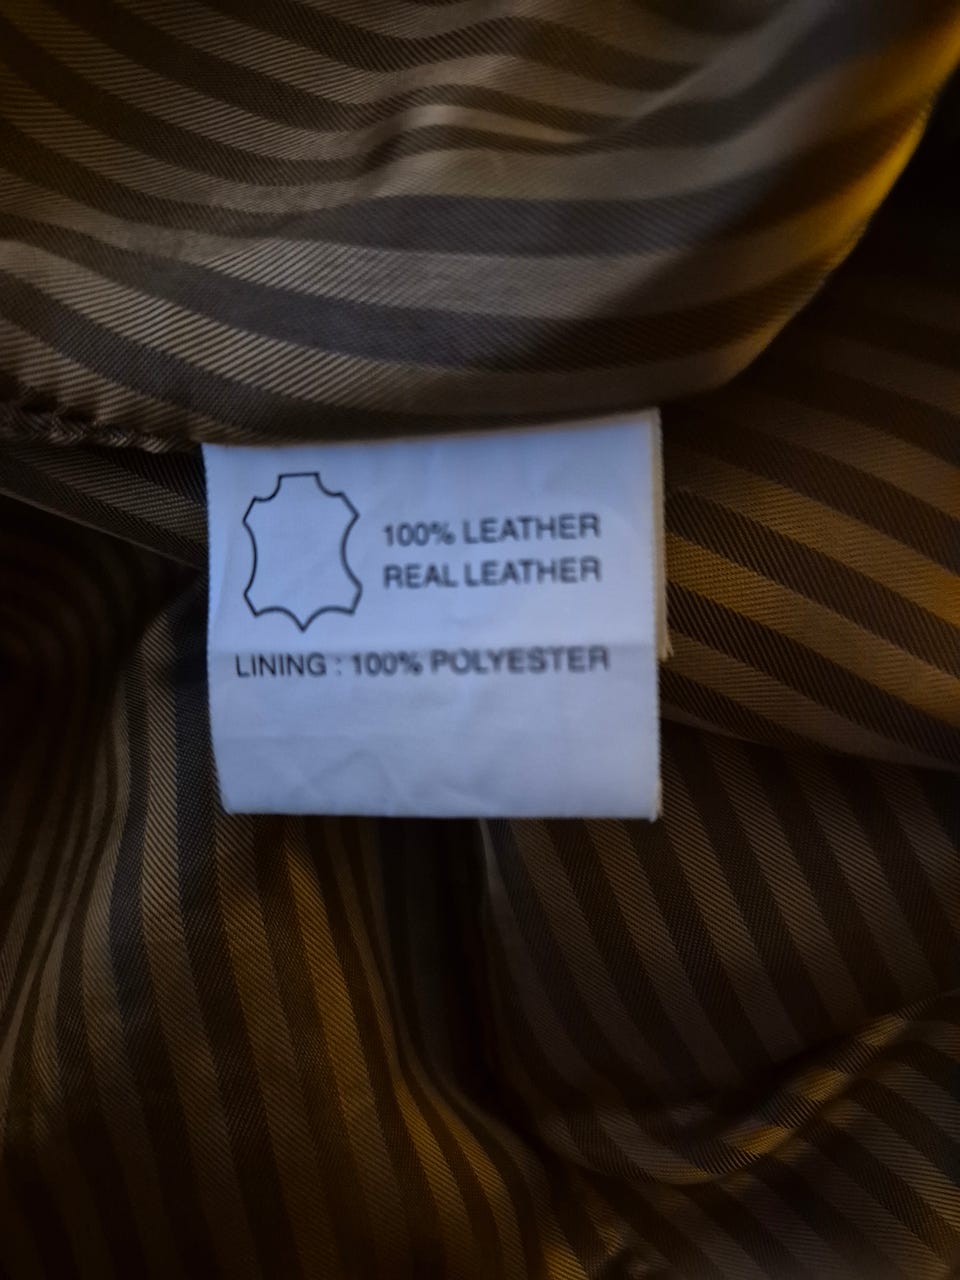 100% LEATHER
REAL LEATHER
LINING : 100% POLYESTER